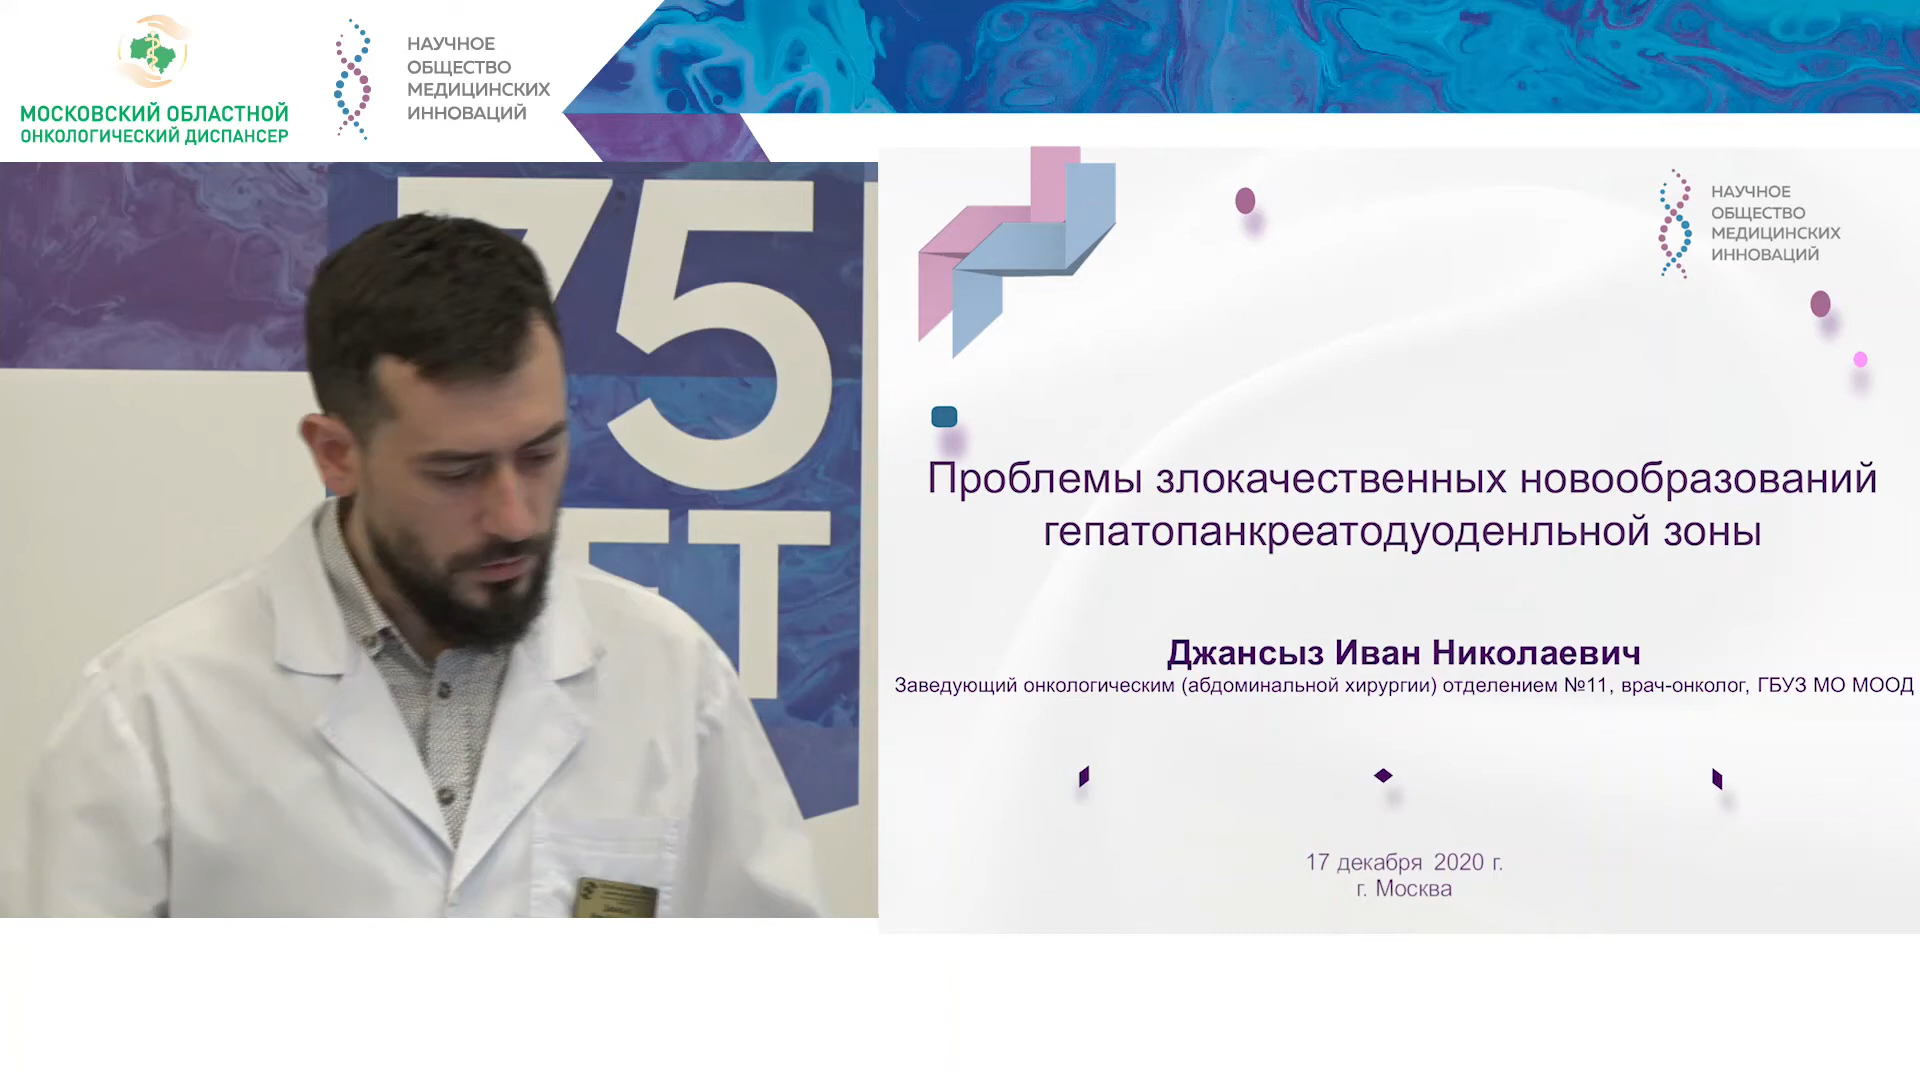 МОСКОВСКИЙ ОБЛАСТНОЙ
ОНКОЛОГИЧЕСКИЙ ДИСПАНСЕР
НАУЧНОЕ
ОБЩЕСТВО
МЕДИЦИНСКИХ
ИННОВАЦИЙ
75
НАУЧНОЕ
ОБЩЕСТВО
МЕДИЦИНСКИХ
ИННОВАЦИЙ
Проблемы злокачественных новообразований
гепатопанкреатодуоденльной зоны
Джансыз Иван Николаевич
Заведующий онкологическим (абдоминальной хирургии) отделением №11, врач-онколог, ГБУЗ МО МООД
17 декабря 2020 г.
г. Москва